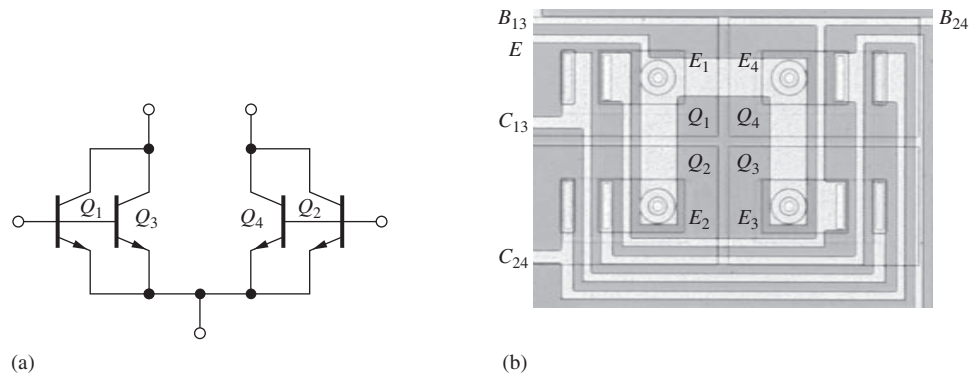 Q1 Q3 Q4 Q2
(a)
B13 B24
E
E1 E4
C13 Q1 Q4
Q2 Q3
E2 E3
C24
(b)